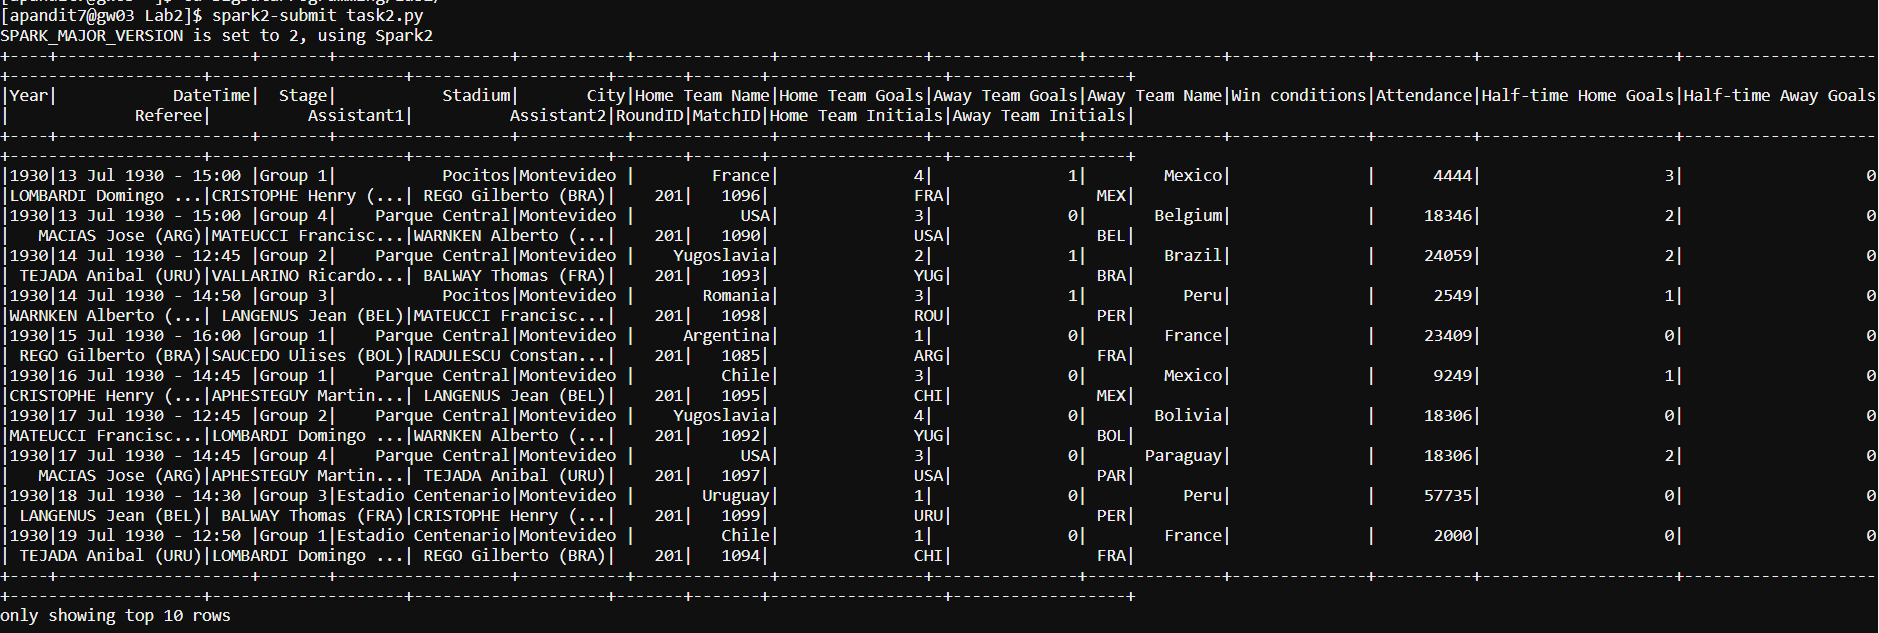 [apandit7@gw03 Lab2]$ spark2-submit task2.py
SPARK_MAJOR_VERSION is set to 2, using Spark2
+----+--------------------+-------+------------------+-----------+--------------+---------------+---------------+--------------+--------------+----------+--------------------+--------------------
+--------------------+--------------------+--------------------+-------+-------+------------------+------------------+
|Year|            DateTime|  Stage|           Stadium|       City|Home Team Name|Home Team Goals|Away Team Goals|Away Team Name|Win conditions|Attendance|Half-time Home Goals|Half-time Away Goals
|             Referee|          Assistant1|          Assistant2|RoundID|MatchID|Home Team Initials|Away Team Initials|
+----+--------------------+-------+------------------+-----------+--------------+---------------+---------------+--------------+--------------+----------+--------------------+--------------------
+--------------------+--------------------+--------------------+-------+-------+------------------+------------------+
|1930|13 Jul 1930 - 15:00 |Group 1|           Pocitos|Montevideo |        France|              4|              1|        Mexico|              |      4444|                   3|                   0
|LOMBARDI Domingo ...|CRISTOPHE Henry (...| REGO Gilberto (BRA)|    201|   1096|               FRA|               MEX|
|1930|13 Jul 1930 - 15:00 |Group 4|    Parque Central|Montevideo |           USA|              3|              0|       Belgium|              |     18346|                   2|                   0
|   MACIAS Jose (ARG)|MATEUCCI Francisc...|WARNKEN Alberto (...|    201|   1090|               USA|               BEL|
|1930|14 Jul 1930 - 12:45 |Group 2|    Parque Central|Montevideo |    Yugoslavia|              2|              1|        Brazil|              |     24059|                   2|                   0
| TEJADA Anibal (URU)|VALLARINO Ricardo...| BALWAY Thomas (FRA)|    201|   1093|               YUG|               BRA|
|1930|14 Jul 1930 - 14:50 |Group 3|           Pocitos|Montevideo |       Romania|              3|              1|          Peru|              |      2549|                   1|                   0
|WARNKEN Alberto (...| LANGENUS Jean (BEL)|MATEUCCI Francisc...|    201|   1098|               ROU|               PER|
|1930|15 Jul 1930 - 16:00 |Group 1|    Parque Central|Montevideo |     Argentina|              1|              0|        France|              |     23409|                   0|                   0
| REGO Gilberto (BRA)|SAUCEDO Ulises (BOL)|RADULESCU Constan...|    201|   1085|               ARG|               FRA|
|1930|16 Jul 1930 - 14:45 |Group 1|    Parque Central|Montevideo |         Chile|              3|              0|        Mexico|              |      9249|                   1|                   0
|CRISTOPHE Henry (...|APHESTEGUY Martin...| LANGENUS Jean (BEL)|    201|   1095|               CHI|               MEX|
|1930|17 Jul 1930 - 12:45 |Group 2|    Parque Central|Montevideo |    Yugoslavia|              4|              0|       Bolivia|              |     18306|                   0|                   0
|MATEUCCI Francisc...|LOMBARDI Domingo ...|WARNKEN Alberto (...|    201|   1092|               YUG|               BOL|
|1930|17 Jul 1930 - 14:45 |Group 4|    Parque Central|Montevideo |           USA|              3|              0|      Paraguay|              |     18306|                   2|                   0
|   MACIAS Jose (ARG)|APHESTEGUY Martin...| TEJADA Anibal (URU)|    201|   1097|               USA|               PAR|
|1930|18 Jul 1930 - 14:30 |Group 3|Estadio Centenario|Montevideo |       Uruguay|              1|              0|          Peru|              |     57735|                   0|                   0
| LANGENUS Jean (BEL)| BALWAY Thomas (FRA)|CRISTOPHE Henry (...|    201|   1099|               URU|               PER|
|1930|19 Jul 1930 - 12:50 |Group 1|Estadio Centenario|Montevideo |         Chile|              1|              0|        France|              |      2000|                   0|                   0
| TEJADA Anibal (URU)|LOMBARDI Domingo ...| REGO Gilberto (BRA)|    201|   1094|               CHI|               FRA|
+----+--------------------+-------+------------------+-----------+--------------+---------------+---------------+--------------+--------------+----------+--------------------+--------------------
+--------------------+--------------------+--------------------+-------+-------+------------------+------------------+
only showing top 10 rows